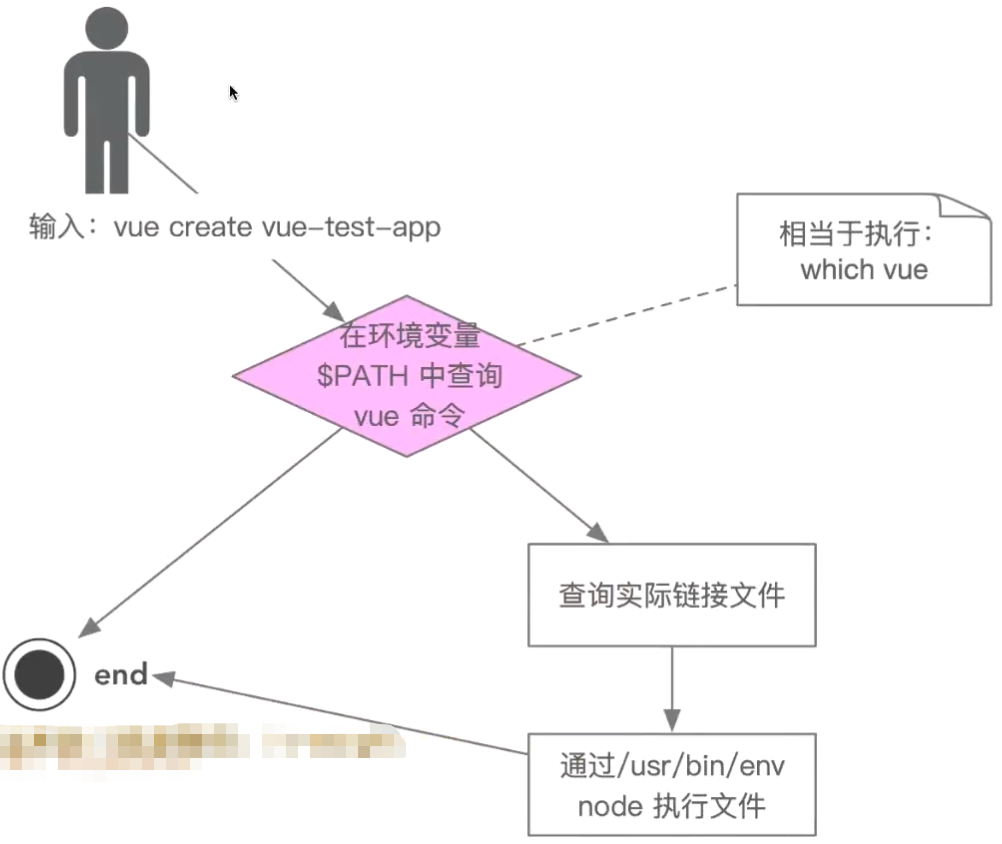 输入：vue create vue-test-app
相当于执行：
which vue
在环境变量
$PATH 中查询
vue 命令
查询实际链接文件
end
通过/usr/bin/env
node 执行文件